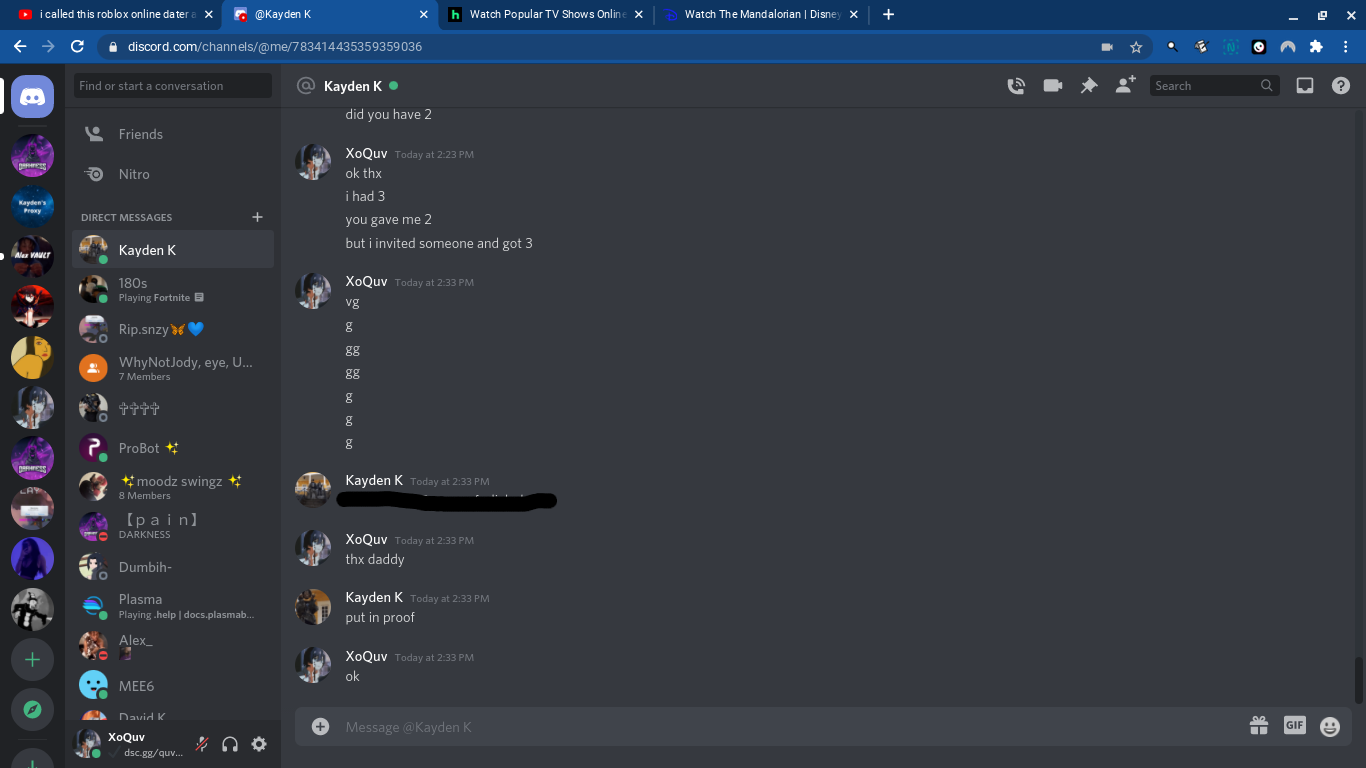 i called this roblox online dater a
@Kayden K
Watch Popular TV Shows Online
Watch The Mandalorian | Disney
discord.com/channels/@me/783414435359359036
Find or start a conversation
Kayden K
Search
Friends
Nitro
DIRECT MESSAGES
Kayden K
180s
Playing Fortnite
Rip.snzy🦋💙
WhyNotJody, eye, U...
7 Members
✞✞✞✞
ProBot ✨
✨moodz swingz ✨
8 Members
【ｐａｉｎ】
DARKNESS
Dumbih-
Plasma
Playing .help | docs.plasmab...
Alex_
MEE6
David K
XoQuv
dsc.gg/quv...
DARKNESS
Kayden's
Proxy
Alex VAULT
did you have 2
XoQuv Today at 2:23 PM
ok thx
i had 3
you gave me 2
but i invited someone and got 3
XoQuv Today at 2:33 PM
vg
g
gg
gg
g
g
g
Kayden K Today at 2:33 PM
XoQuv Today at 2:33 PM
thx daddy
Kayden K Today at 2:33 PM
put in proof
XoQuv Today at 2:33 PM
ok
Message @Kayden K
GIF